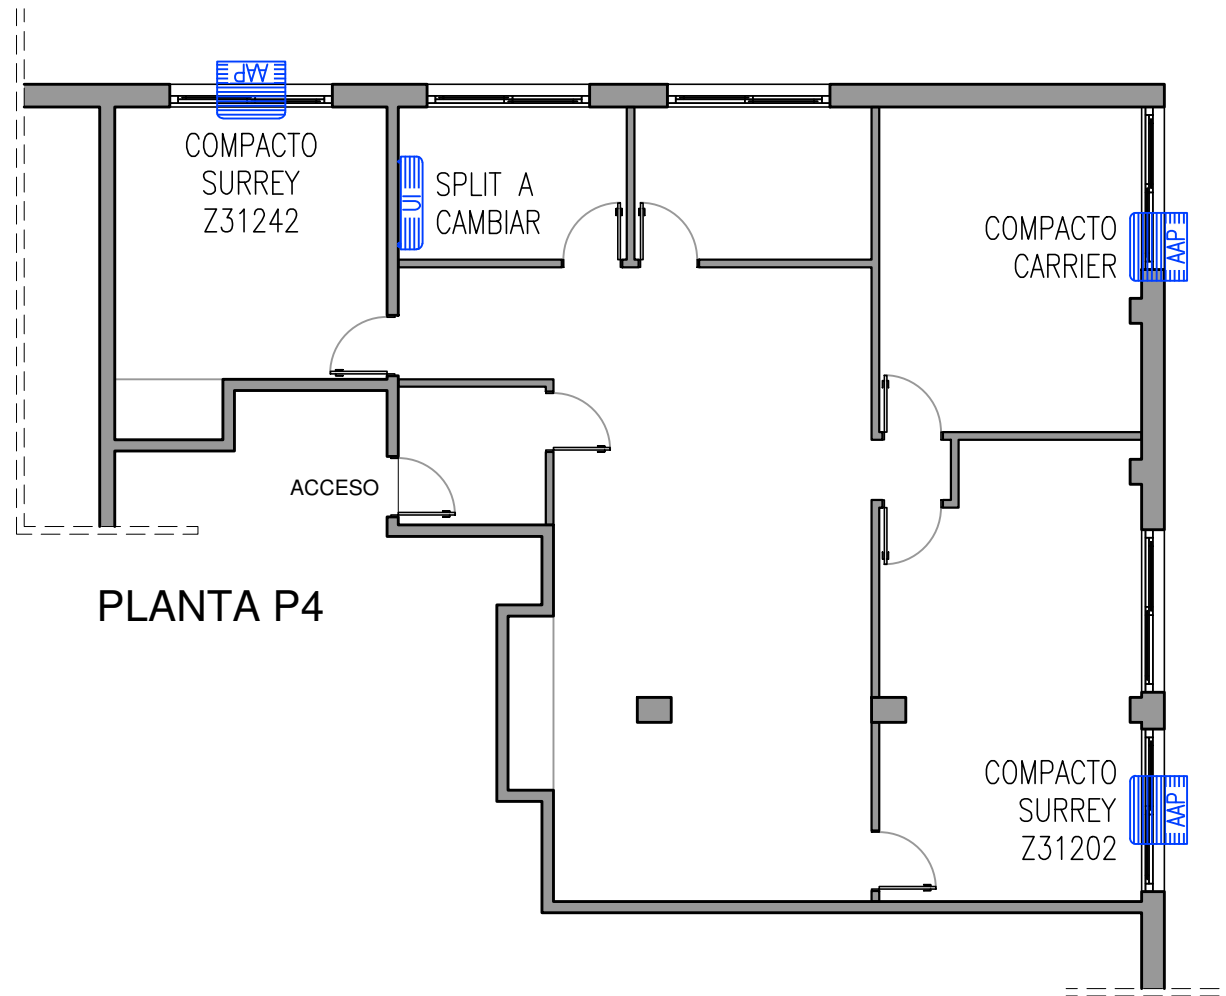 AAP
COMPACTO
SURREY
Z31242
UI
SPLIT A
CAMBIAR
COMPACTO
CARRIER
AAP
ACCESO
PLANTA P4
COMPACTO
SURREY
Z31202
AAP